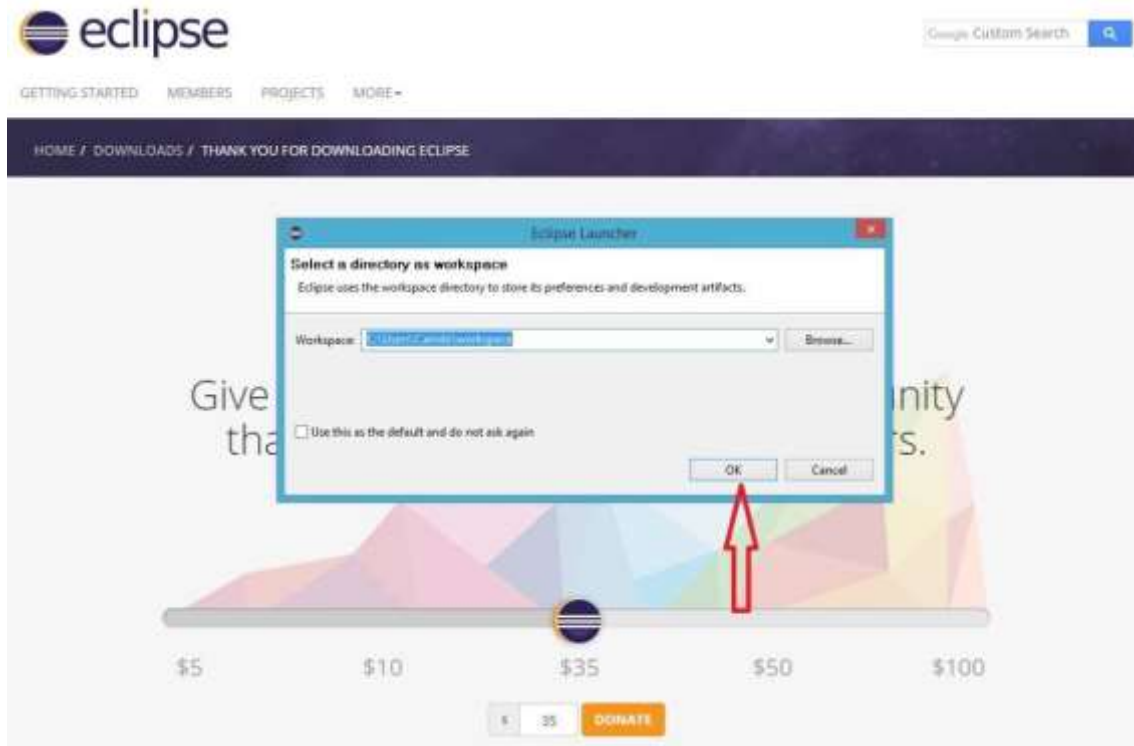 eclipse
Google Custom Search
GETTING STARTED MEMBERS PROJECTS MORE
HOME / DOWNLOADS / THANK YOU FOR DOWNLOADING ECLIPSE
Eclipse Launcher
Select a directory as workspace
Eclipse uses the workspace directory to store its preferences and development artifacts.
Workspace: Browse...
Give nity
tha rs.
Use this as the default and do not ask again
OK Cancel
$5 $10 $35 $50 $100
$ 35 DONATE